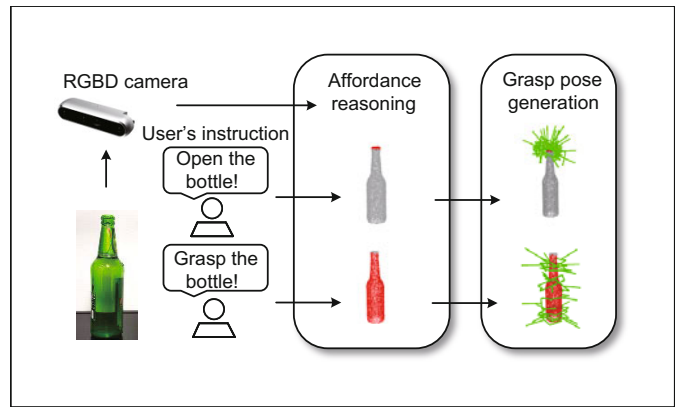 RGBD camera
User's instruction
Open the
bottle!
Grasp the
bottle!
Affordance
reasoning
Grasp pose
generation